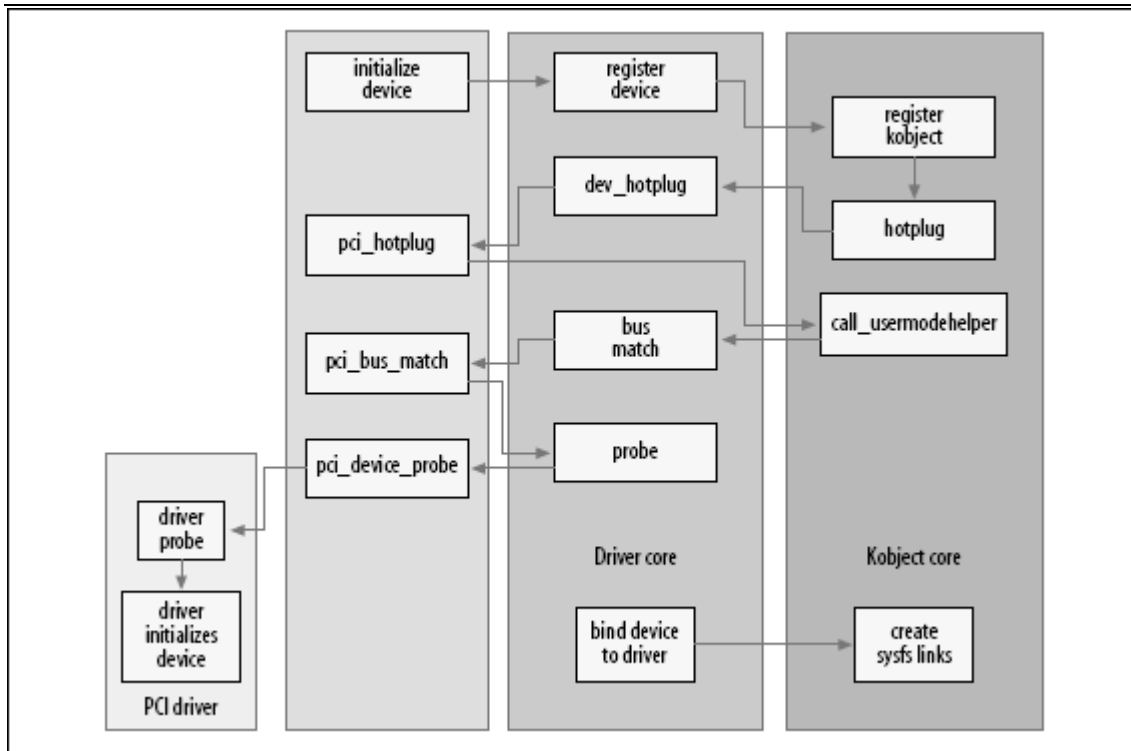 initialize
device
register
device
register
kobject
dev_hotplug
hotplug
pci_hotplug
call_usermodehelper
bus
match
pci_bus_match
probe
pci_device_probe
driver
probe
Driver core
Kobject core
driver
initializes
device
bind device
to driver
create
sysfs links
PCI driver